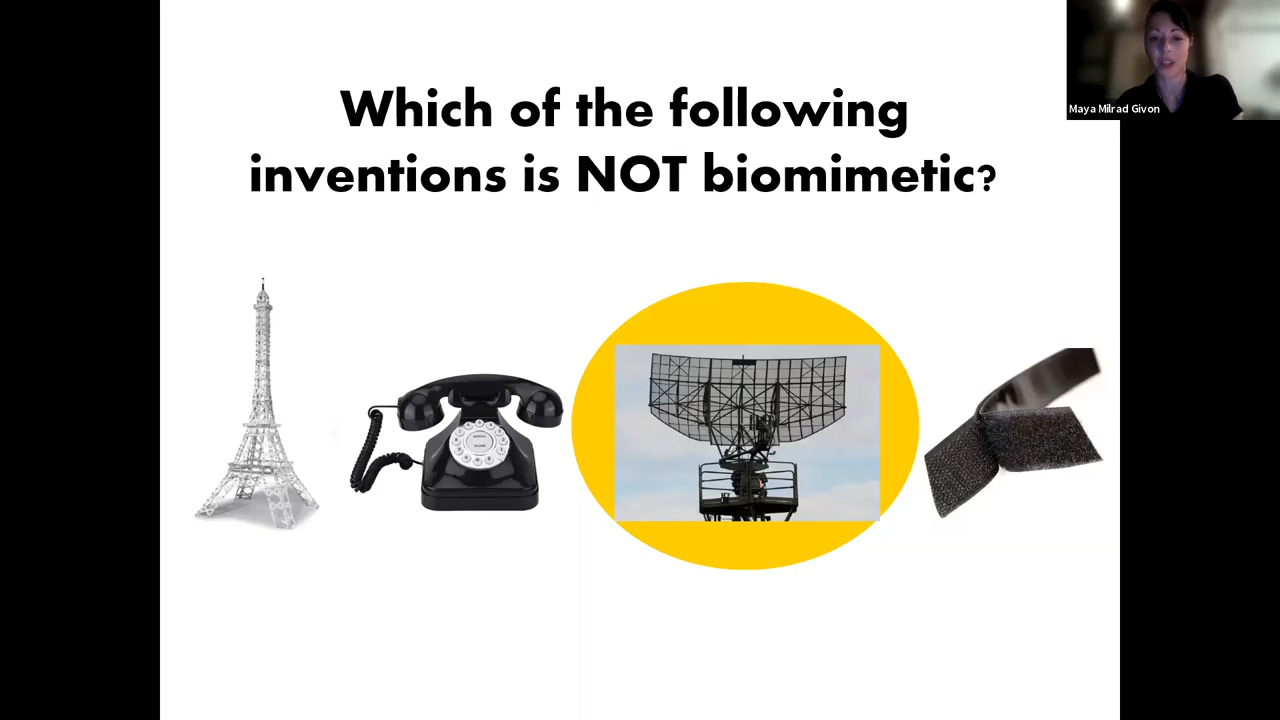 Which of the following
inventions is NOT biomimetic?
Maya Milrad Givon